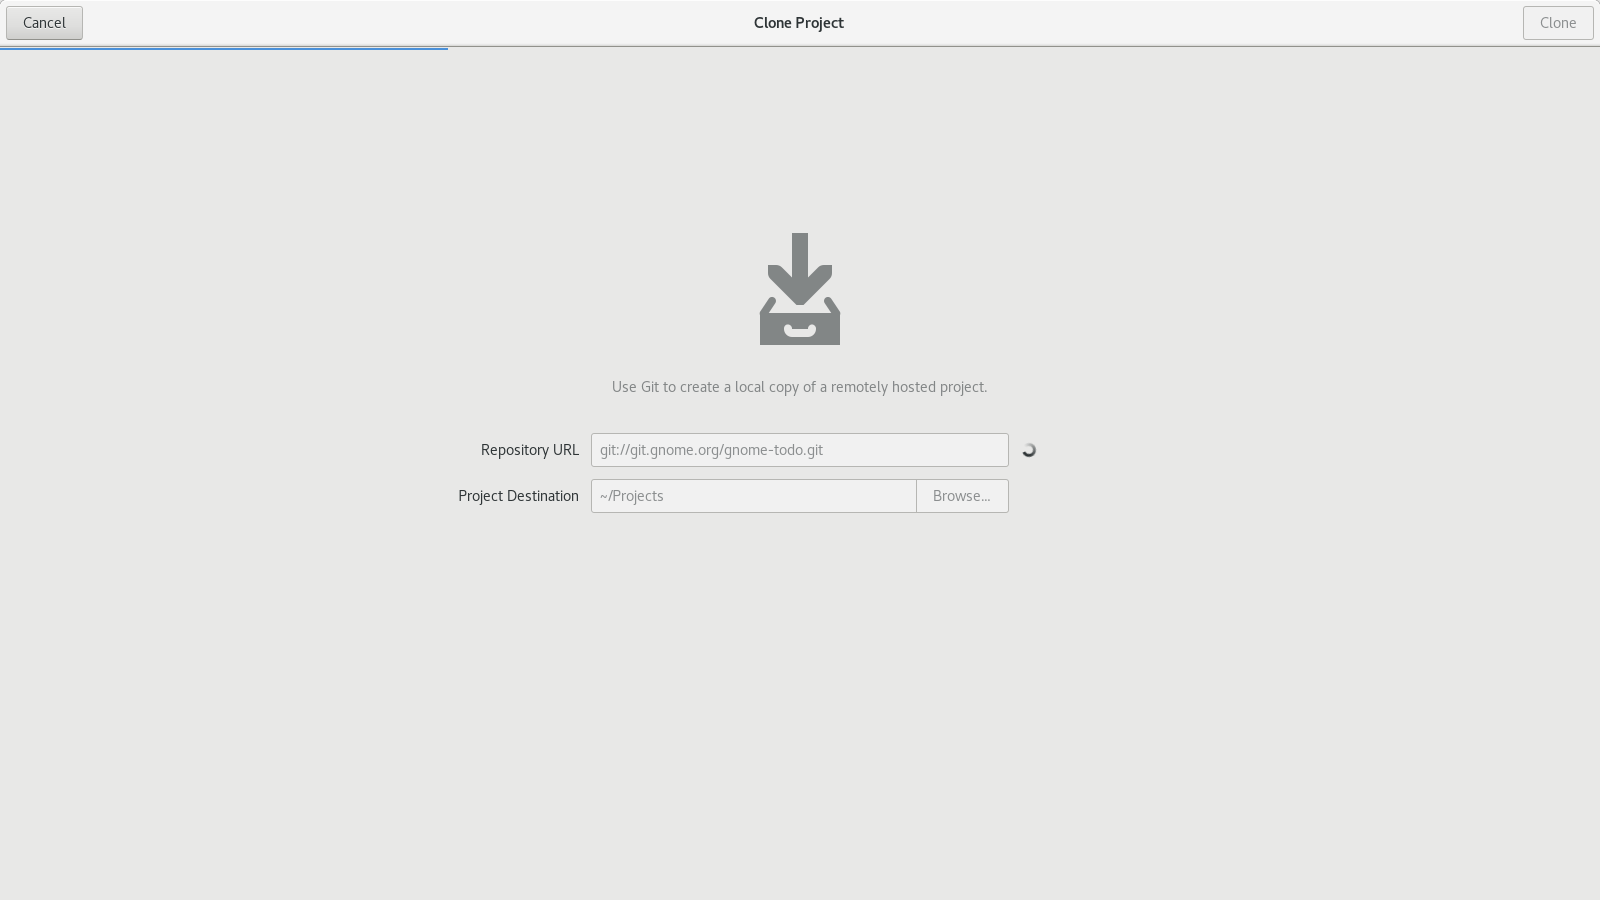 Cancel
Clone Project
Clone
Use Git to create a local copy of a remotely hosted project.
Repository URL
git://git.gnome.org/gnome-todo.git
Project Destination
~/Projects
Browse...